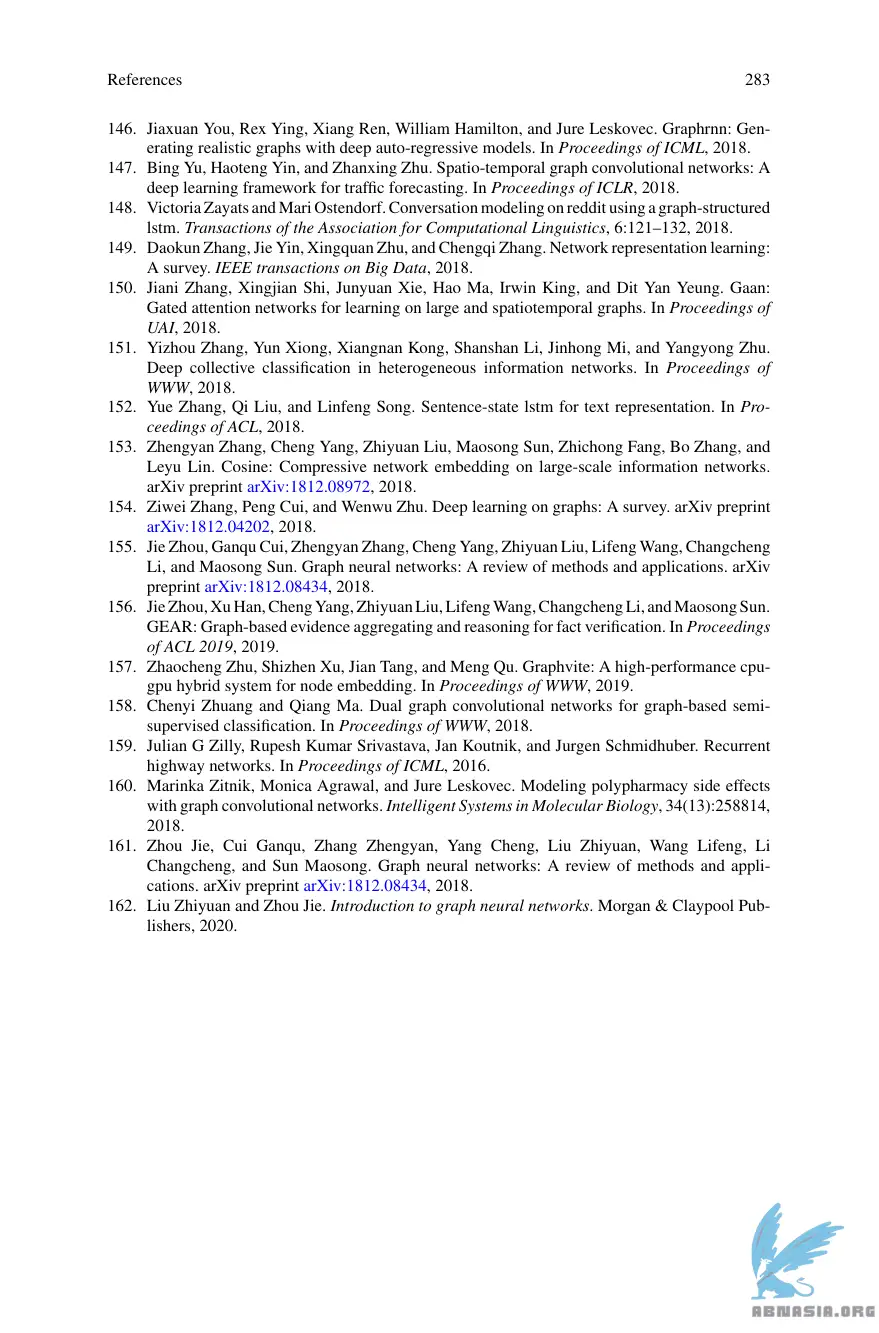 References 283
146. Jiaxuan You, Rex Ying, Xiang Ren, William Hamilton, and Jure Leskovec. Graphrnn: Gen-
erating realistic graphs with deep auto-regressive models. In Proceedings of ICML, 2018.
147. Bing Yu, Haoteng Yin, and Zhanxing Zhu. Spatio-temporal graph convolutional networks: A
deep learning framework for traffic forecasting. In Proceedings of ICLR, 2018.
148. Victoria Zayats and Mari Ostendorf. Conversation modeling on reddit using a graph-structured
lstm. Transactions of the Association for Computational Linguistics, 6:121–132, 2018.
149. Daokun Zhang, Jie Yin, Xingquan Zhu, and Chengqi Zhang. Network representation learning:
A survey. IEEE transactions on Big Data, 2018.
150. Jiani Zhang, Xingjian Shi, Junyuan Xie, Hao Ma, Irwin King, and Dit Yan Yeung. Gaan:
Gated attention networks for learning on large and spatiotemporal graphs. In Proceedings of
UAI, 2018.
151. Yizhou Zhang, Yun Xiong, Xiangnan Kong, Shanshan Li, Jinhong Mi, and Yangyong Zhu.
Deep collective classification in heterogeneous information networks. In Proceedings of
WWW, 2018.
152. Yue Zhang, Qi Liu, and Linfeng Song. Sentence-state lstm for text representation. In Pro-
ceedings of ACL, 2018.
153. Zhengyan Zhang, Cheng Yang, Zhiyuan Liu, Maosong Sun, Zhichong Fang, Bo Zhang, and
Leyu Lin. Cosine: Compressive network embedding on large-scale information networks.
arXiv preprint arXiv:1812.08972, 2018.
154. Ziwei Zhang, Peng Cui, and Wenwu Zhu. Deep learning on graphs: A survey. arXiv preprint
arXiv:1812.04202, 2018.
155. Jie Zhou, Ganqu Cui, Zhengyan Zhang, Cheng Yang, Zhiyuan Liu, Lifeng Wang, Changcheng
Li, and Maosong Sun. Graph neural networks: A review of methods and applications. arXiv
preprint arXiv:1812.08434, 2018.
156. Jie Zhou, Xu Han, Cheng Yang, Zhiyuan Liu, Lifeng Wang, Changcheng Li, and Maosong Sun.
GEAR: Graph-based evidence aggregating and reasoning for fact verification. In Proceedings
of ACL 2019, 2019.
157. Zhaocheng Zhu, Shizhen Xu, Jian Tang, and Meng Qu. Graphvite: A high-performance cpu-
gpu hybrid system for node embedding. In Proceedings of WWW, 2019.
158. Chenyi Zhuang and Qiang Ma. Dual graph convolutional networks for graph-based semi-
supervised classification. In Proceedings of WWW, 2018.
159. Julian G Zilly, Rupesh Kumar Srivastava, Jan Koutnik, and Jurgen Schmidhuber. Recurrent
highway networks. In Proceedings of ICML, 2016.
160. Marinka Zitnik, Monica Agrawal, and Jure Leskovec. Modeling polypharmacy side effects
with graph convolutional networks. Intelligent Systems in Molecular Biology, 34(13):258814,
2018.
161. Zhou Jie, Cui Ganqu, Zhang Zhengyan, Yang Cheng, Liu Zhiyuan, Wang Lifeng, Li
Changcheng, and Sun Maosong. Graph neural networks: A review of methods and appli-
cations. arXiv preprint arXiv:1812.08434, 2018.
162. Liu Zhiyuan and Zhou Jie. Introduction to graph neural networks. Morgan & Claypool Pub-
lishers, 2020.
ABNASIA.ORG